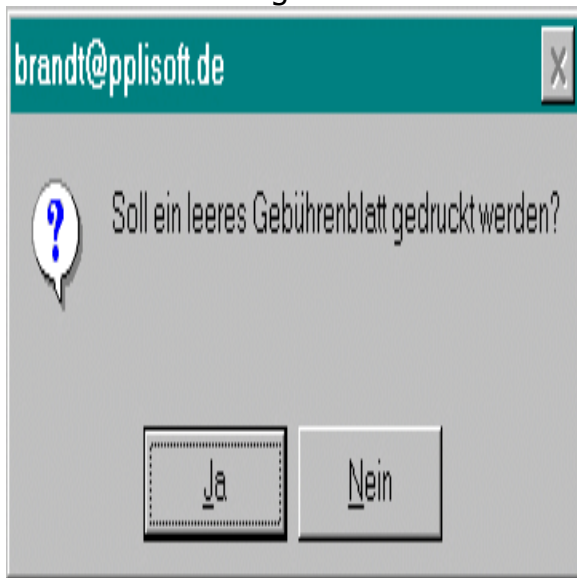 brandt@pplisoft.de
Soll ein leeres Gebührenblatt gedruckt werden?
Ja
Nein